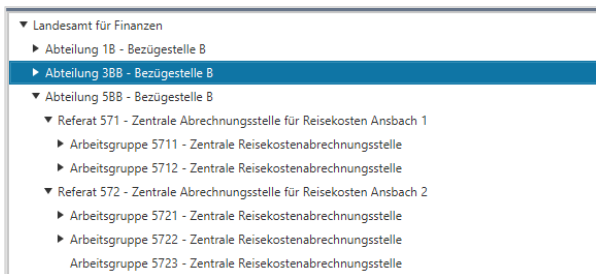 Landesamt für Finanzen
Abteilung 1B - Bezügestelle B
Abteilung 3BB - Bezügestelle B
Abteilung 5BB - Bezügestelle B
Referat 571 - Zentrale Abrechnungsstelle für Reisekosten Ansbach 1
Arbeitsgruppe 5711 - Zentrale Reisekostenabrechnungsstelle
Arbeitsgruppe 5712 - Zentrale Reisekostenabrechnungsstelle
Referat 572 - Zentrale Abrechnungsstelle für Reisekosten Ansbach 2
Arbeitsgruppe 5721 - Zentrale Reisekostenabrechnungsstelle
Arbeitsgruppe 5722 - Zentrale Reisekostenabrechnungsstelle
Arbeitsgruppe 5723 - Zentrale Reisekostenabrechnungsstelle